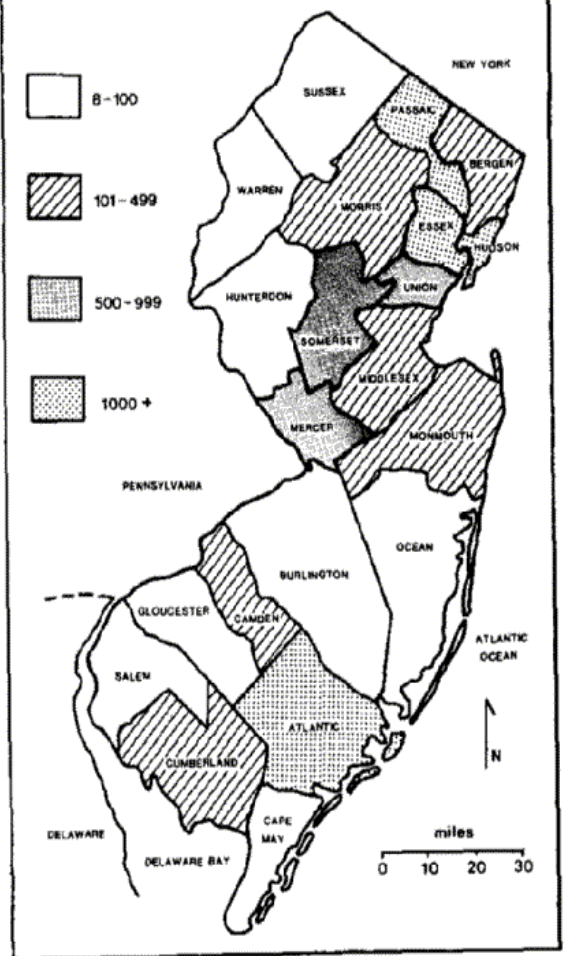 NEW YORK
SUSSEX
PASSAIC
8-100
BERGEN
WARREN
101-499
MORRIS
ESSEX
HUDSON
UNION
HUNTERDON
500-999
SOMERSET
MIDDLESEX
1000 +
MERCER
MONMOUTH
PENNSYLVANIA
OCEAN
BURLINGTON
GLOUCESTER
CAMDEN
ATLANTIC
OCEAN
SALEM
ATLANTIC
N
CUMBERLAND
CAPE
MAY
DELAWARE
miles
DELAWARE BAY
0 10 20 30